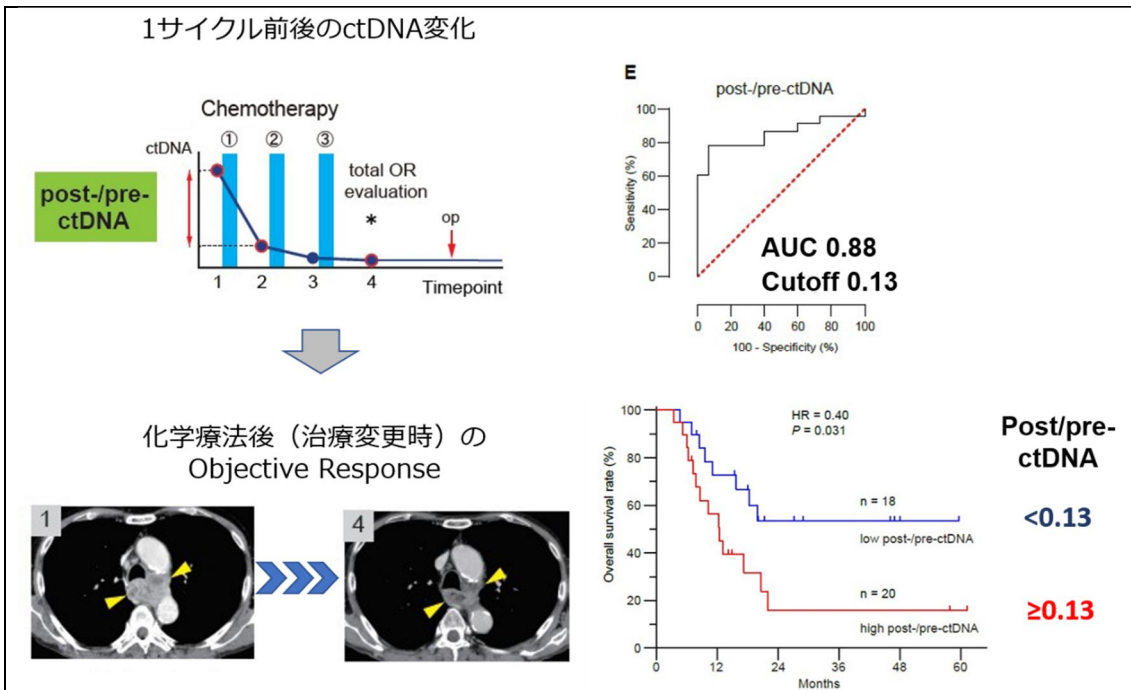 1サイクル前後のctDNA変化
Chemotherapy
① ② ③
ctDNA
post-/pre-
ctDNA
total OR
evaluation
*
op
1 2 3 4
Timepoint
E
post-/pre-ctDNA
100
80
60
40
20
0
Sensitivity (%)
AUC 0.88
Cutoff 0.13
0 20 40 60 80 100
100 - Specificity (%)
化学療法後（治療変更時）の
Objective Response
1
4
100
80
60
40
20
0
Overall survival rate (%)
HR = 0.40
P = 0.031
n = 18
low post-/pre-ctDNA
n = 20
high post-/pre-ctDNA
0 12 24 36 48 60
Months
Post/pre-
ctDNA
<0.13
≥0.13